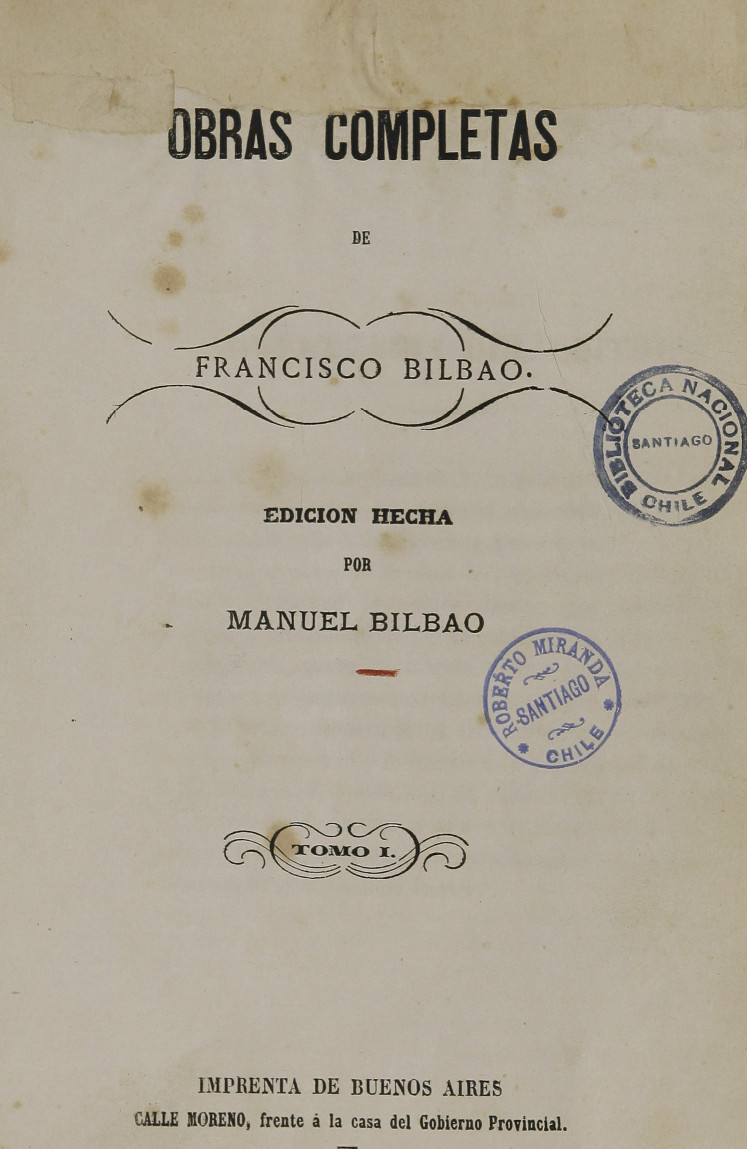 OBRAS COMPLETAS
DE
FRANCISCO BILBAO.
BIBLIOTECA NACIONAL
SANTIAGO
CHILE
EDICION HECHA
POR
MANUEL BILBAO
ROBERTO MIRANDA
SANTIAGO
CHILE
TOMO I.
IMPRENTA DE BUENOS AIRES
CALLE MORENO, frente á la casa del Gobierno Provincial.